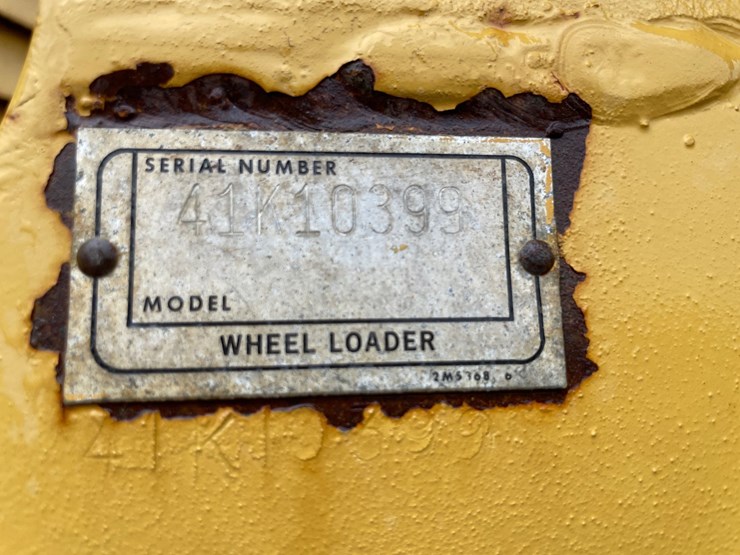 SERIAL NUMBER
41K10399
MODEL
WHEEL LOADER